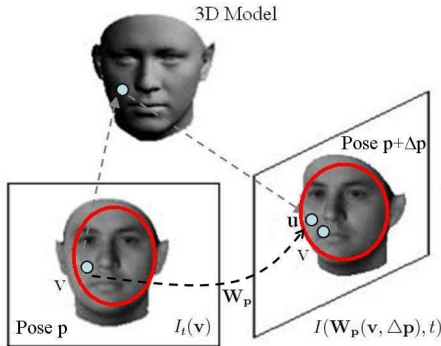 3D Model
Pose p+Δp
u
v
v
W_p
Pose p
I_t(v)
I(W_p(v, Δp), t)